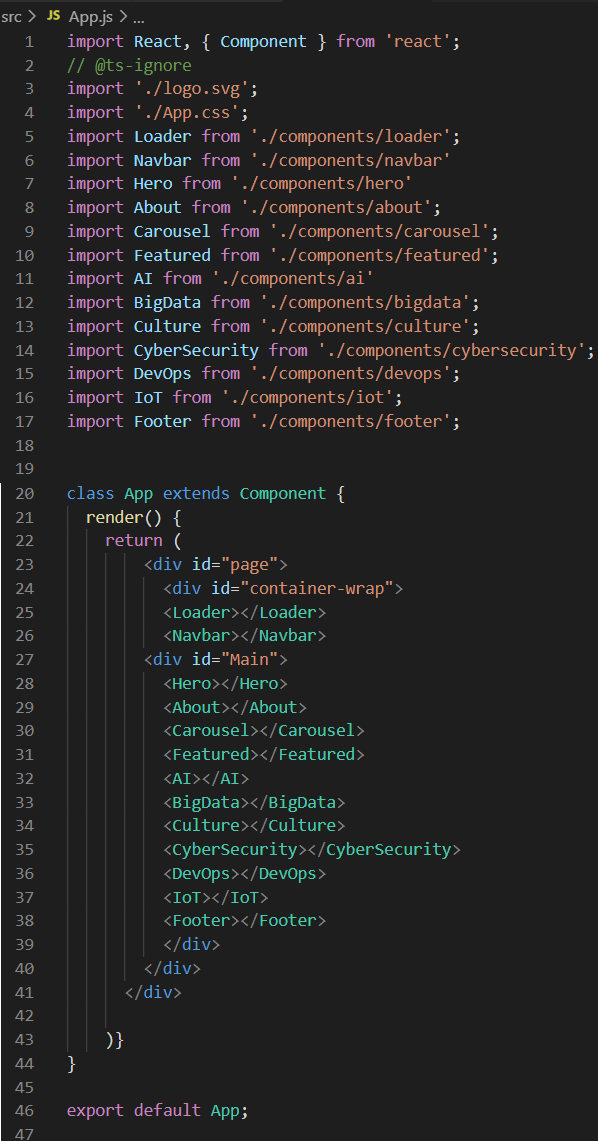 src > JS App.js > ...
1 import React, { Component } from 'react';
2 // @ts-ignore
3 import './logo.svg';
4 import './App.css';
5 import Loader from './components/loader';
6 import Navbar from './components/navbar'
7 import Hero from './components/hero'
8 import About from './components/about';
9 import Carousel from './components/carousel';
10 import Featured from './components/featured';
11 import AI from './components/ai'
12 import BigData from './components/bigdata';
13 import Culture from './components/culture';
14 import CyberSecurity from './components/cybersecurity';
15 import DevOps from './components/devops';
16 import IoT from './components/iot';
17 import Footer from './components/footer';
18
19
20 class App extends Component {
21   render() {
22     return (
23         <div id="page">
24           <div id="container-wrap">
25           <Loader></Loader>
26           <Navbar></Navbar>
27         <div id="Main">
28           <Hero></Hero>
29           <About></About>
30           <Carousel></Carousel>
31           <Featured></Featured>
32           <AI></AI>
33           <BigData></BigData>
34           <Culture></Culture>
35           <CyberSecurity></CyberSecurity>
36           <DevOps></DevOps>
37           <IoT></IoT>
38           <Footer></Footer>
39           </div>
40         </div>
41       </div>
42
43     )}
44 }
45
46 export default App;
47